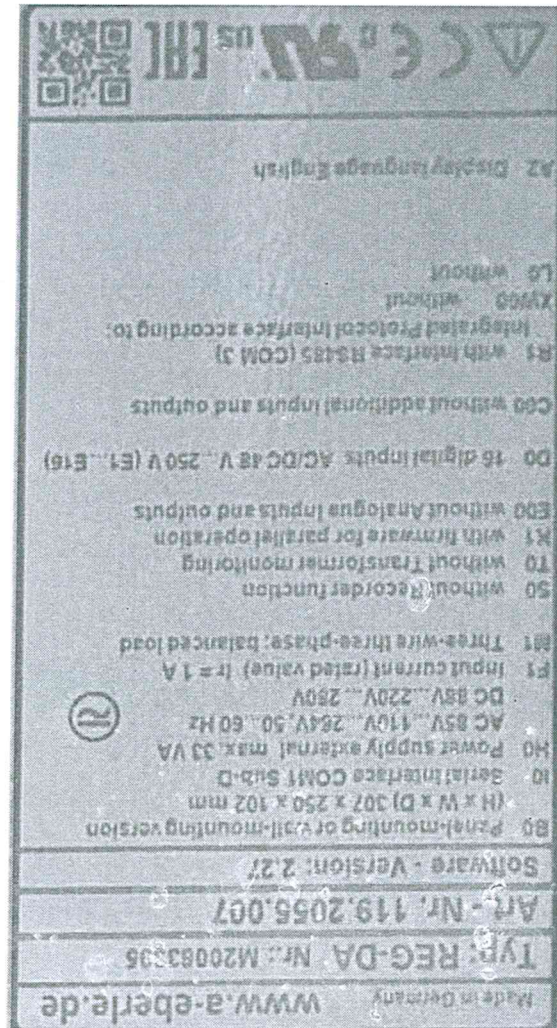 Made in Germany www.a-eberle.de
Typ: REG-DA Nr.: M20083395
Art - Nr. 119.2055.007
Software - Version: 2.27
B0 Panel-mounting or wall-mounting version
(H x W x D) 307 x 250 x 102 mm
I0 Serial Interface COM1 Sub-D
H0 Power supply external max. 33 VA
AC 85V...110V...264V, 50...60 Hz
DC 88V...220V...280V
F1 Input current (rated value) Ir = 1 A
M1 Three-wire three-phase; balanced load
S0 without Recorder function
T0 without Transformer monitoring
K1 with firmware for parallel operation
E00 without Analogue inputs and outputs
D0 16 digital inputs AC/DC 48 V...250 V (E1...E16)
C00 without additional inputs and outputs
R1 with Interface RS485 (COM 3)
Integrated Protocol Interface according to:
XW00 without
L0 without
A2 Display language English
CE c UR US EAC